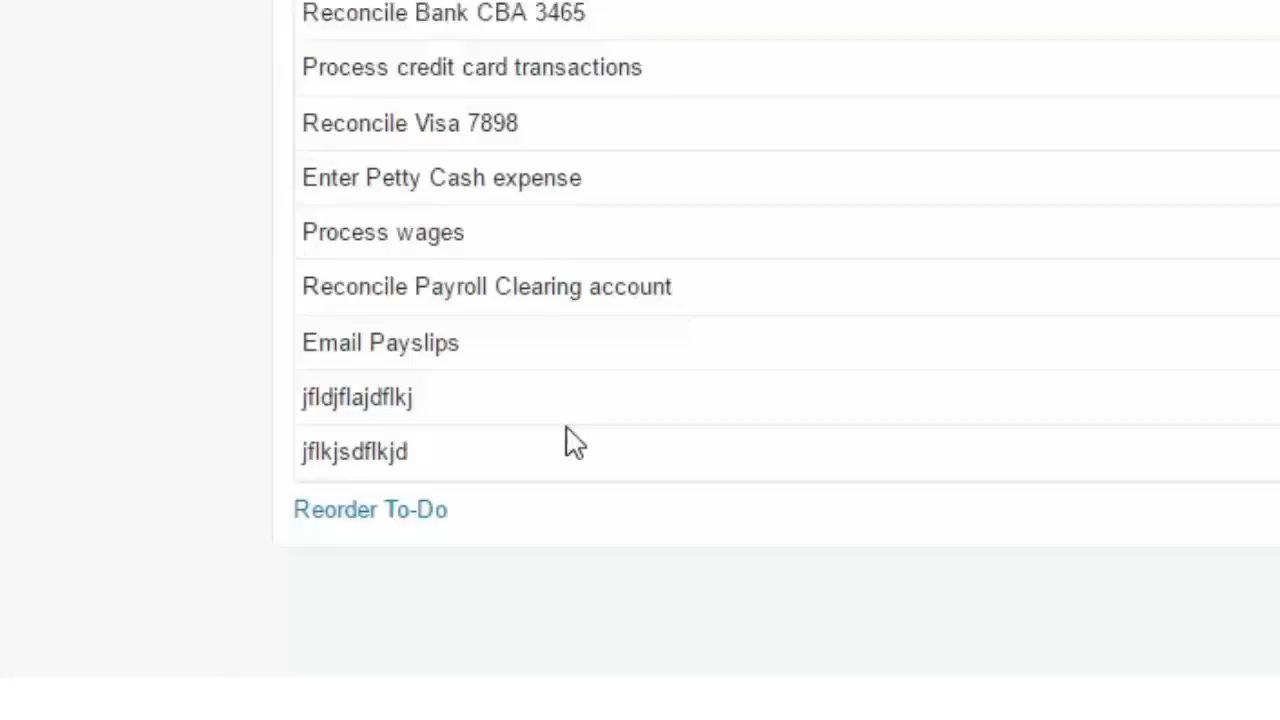 Reconcile Bank CBA 3465
Process credit card transactions
Reconcile Visa 7898
Enter Petty Cash expense
Process wages
Reconcile Payroll Clearing account
Email Payslips
jfldjflajdflkj
jflkjsdflkjd
Reorder To-Do